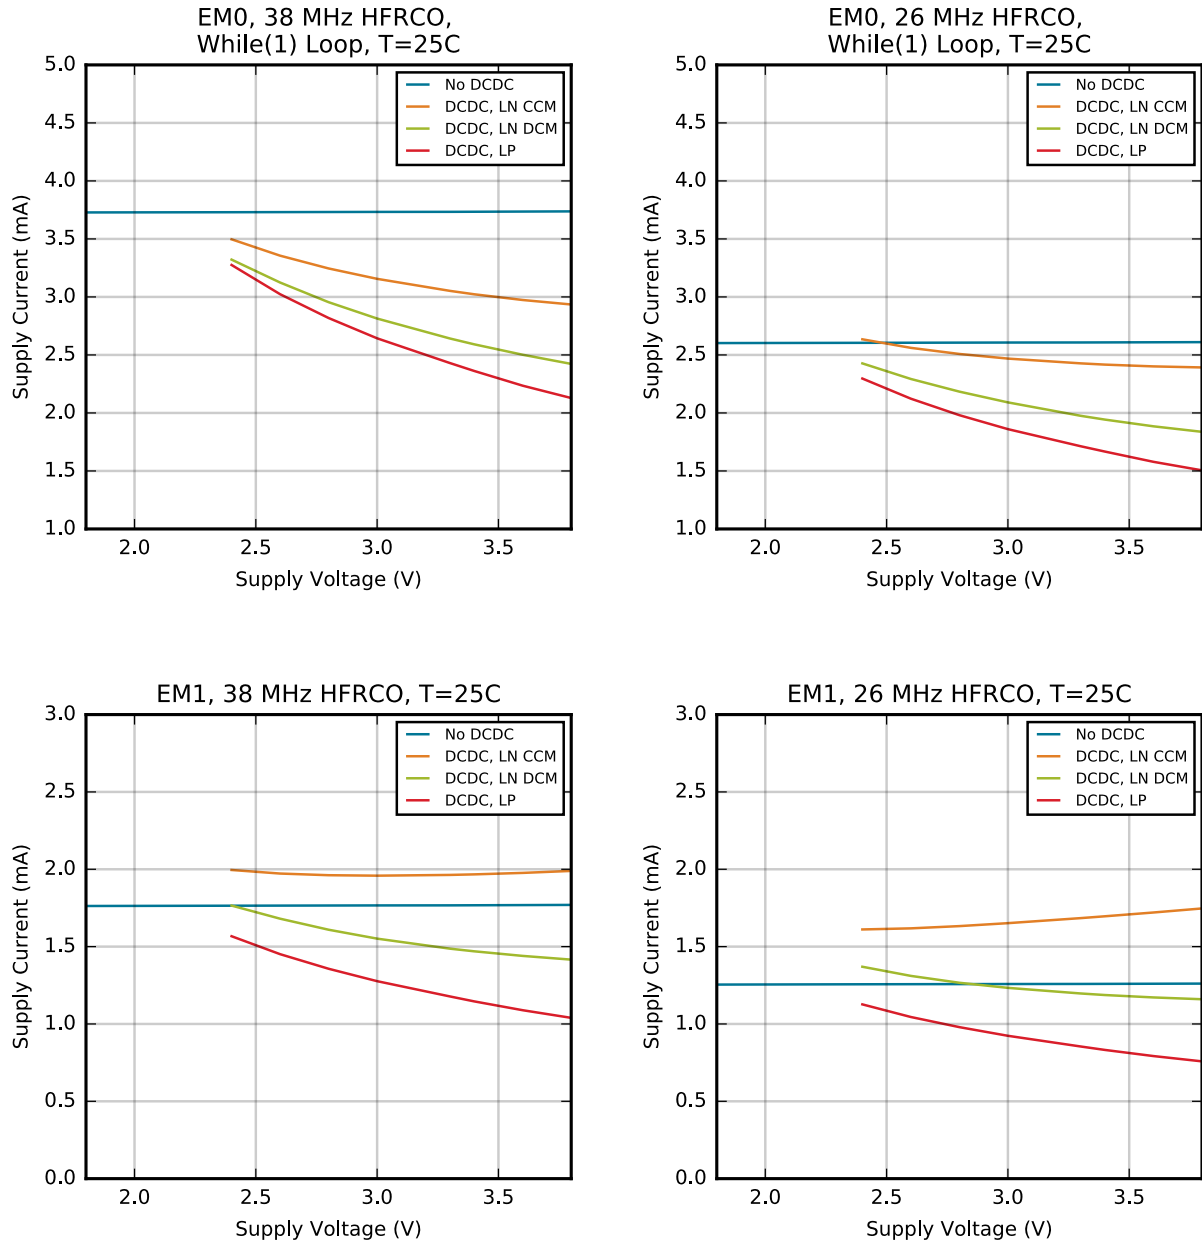 EM0, 38 MHz HFRCO,
While(1) Loop, T=25C
5.0
4.5
4.0
3.5
3.0
2.5
2.0
1.5
1.0
Supply Current (mA)
No DCDC
DCDC, LN CCM
DCDC, LN DCM
DCDC, LP
2.0 2.5 3.0 3.5
Supply Voltage (V)
EM0, 26 MHz HFRCO,
While(1) Loop, T=25C
5.0
4.5
4.0
3.5
3.0
2.5
2.0
1.5
1.0
Supply Current (mA)
No DCDC
DCDC, LN CCM
DCDC, LN DCM
DCDC, LP
2.0 2.5 3.0 3.5
Supply Voltage (V)
EM1, 38 MHz HFRCO, T=25C
3.0
2.5
2.0
1.5
1.0
0.5
0.0
Supply Current (mA)
No DCDC
DCDC, LN CCM
DCDC, LN DCM
DCDC, LP
2.0 2.5 3.0 3.5
Supply Voltage (V)
EM1, 26 MHz HFRCO, T=25C
3.0
2.5
2.0
1.5
1.0
0.5
0.0
Supply Current (mA)
No DCDC
DCDC, LN CCM
DCDC, LN DCM
DCDC, LP
2.0 2.5 3.0 3.5
Supply Voltage (V)